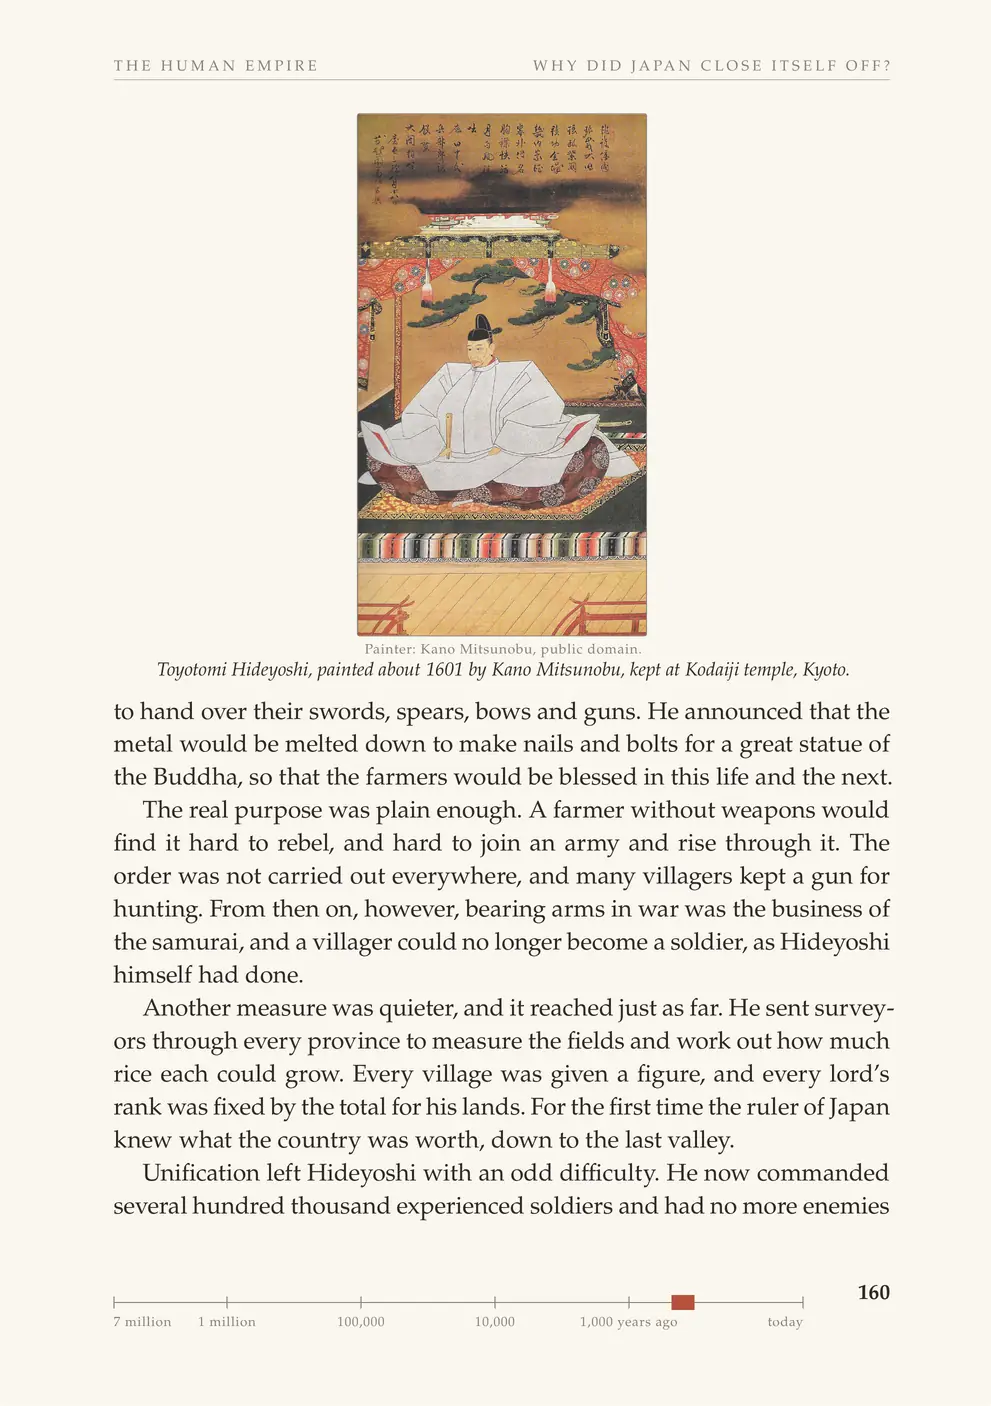 THE HUMAN EMPIRE
WHY DID JAPAN CLOSE ITSELF OFF?
Painter: Kano Mitsunobu, public domain.
Toyotomi Hideyoshi, painted about 1601 by Kano Mitsunobu, kept at Kodaiji temple, Kyoto.
to hand over their swords, spears, bows and guns. He announced that the
metal would be melted down to make nails and bolts for a great statue of
the Buddha, so that the farmers would be blessed in this life and the next.
The real purpose was plain enough. A farmer without weapons would
find it hard to rebel, and hard to join an army and rise through it. The
order was not carried out everywhere, and many villagers kept a gun for
hunting. From then on, however, bearing arms in war was the business of
the samurai, and a villager could no longer become a soldier, as Hideyoshi
himself had done.
Another measure was quieter, and it reached just as far. He sent survey-
ors through every province to measure the fields and work out how much
rice each could grow. Every village was given a figure, and every lord's
rank was fixed by the total for his lands. For the first time the ruler of Japan
knew what the country was worth, down to the last valley.
Unification left Hideyoshi with an odd difficulty. He now commanded
several hundred thousand experienced soldiers and had no more enemies
160
7 million
1 million
100,000
10,000
1,000 years ago
today